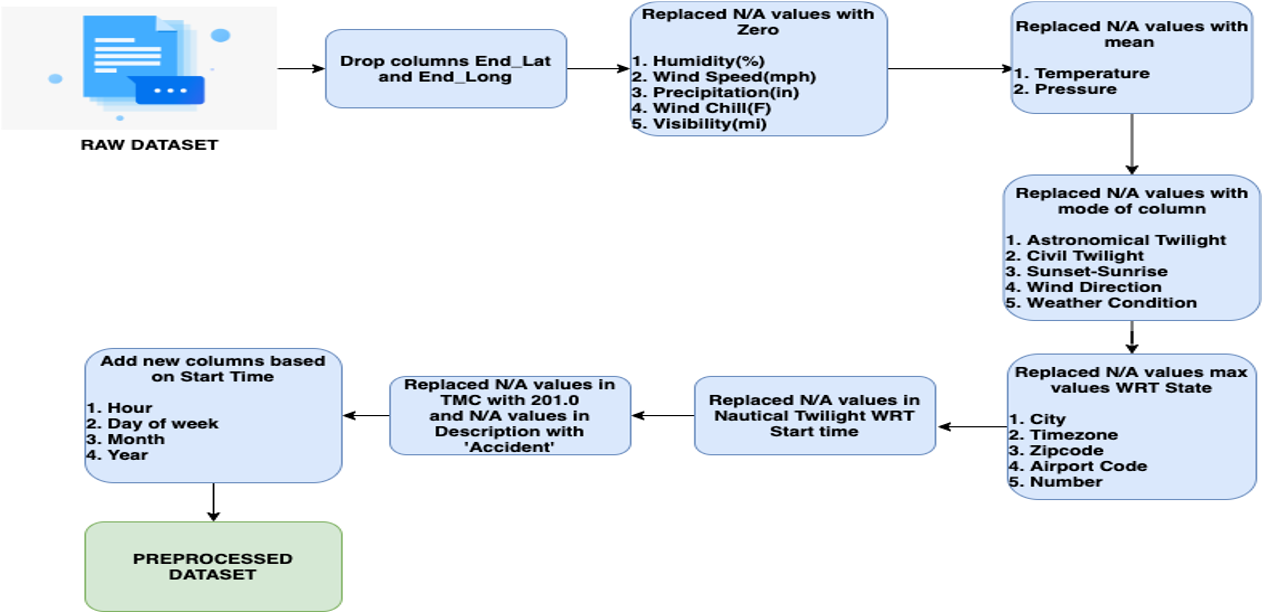 RAW DATASET
Drop columns End_Lat
and End_Long
Replaced N/A values with
Zero
1. Humidity(%)
2. Wind Speed(mph)
3. Precipitation(in)
4. Wind Chill(F)
5. Visibility(mi)
Replaced N/A values with
mean
1. Temperature
2. Pressure
Replaced N/A values with
mode of column
1. Astronomical Twilight
2. Civil Twilight
3. Sunset-Sunrise
4. Wind Direction
5. Weather Condition
Replaced N/A values max
values WRT State
1. City
2. Timezone
3. Zipcode
4. Airport Code
5. Number
Replaced N/A values in
Nautical Twilight WRT
Start time
Replaced N/A values in
TMC with 201.0
and N/A values in
Description with
'Accident'
Add new columns based
on Start Time
1. Hour
2. Day of week
3. Month
4. Year
PREPROCESSED
DATASET